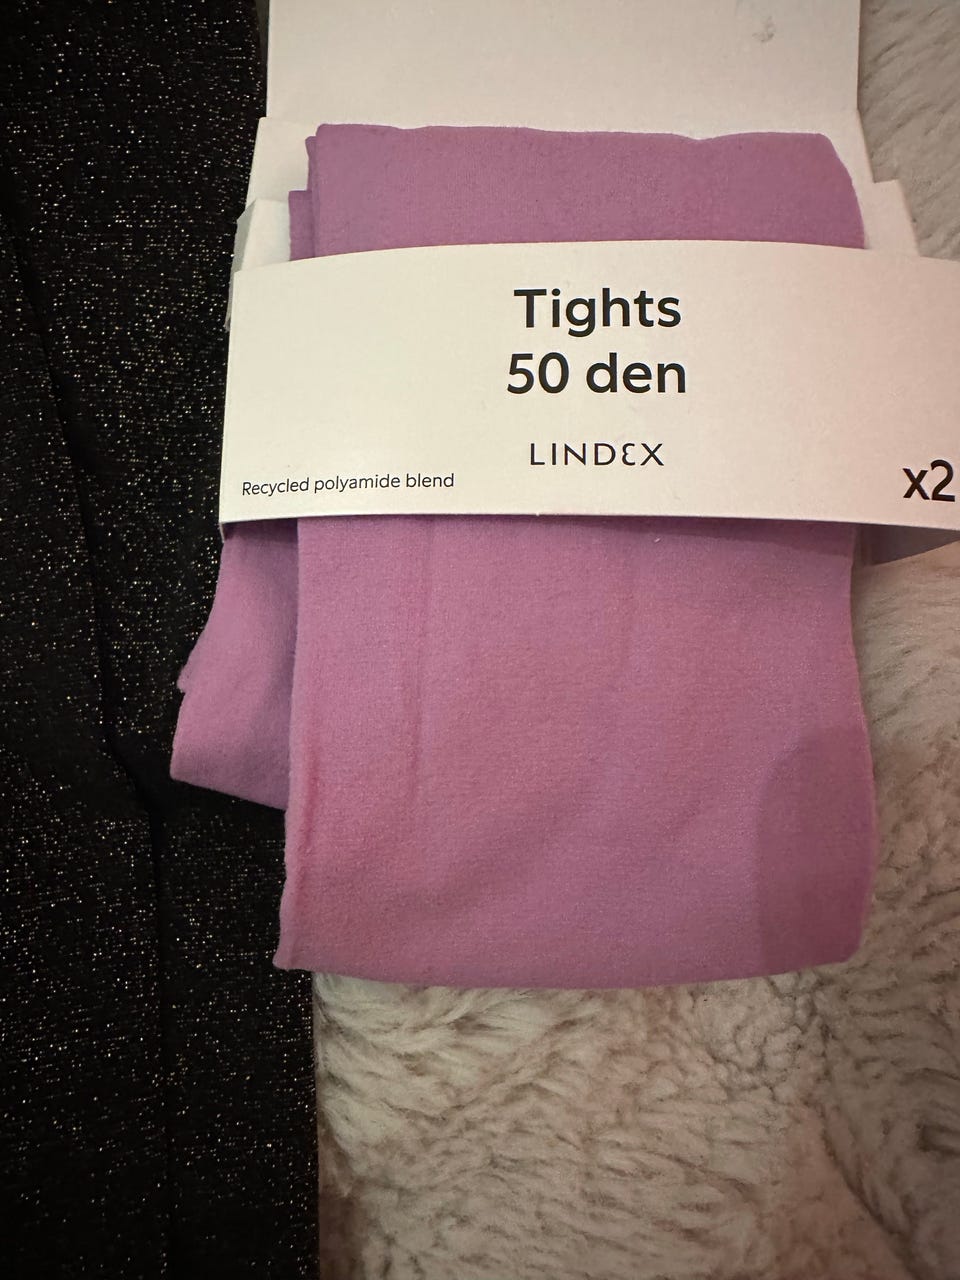 Tights
50 den
LINDEX
Recycled polyamide blend
x2